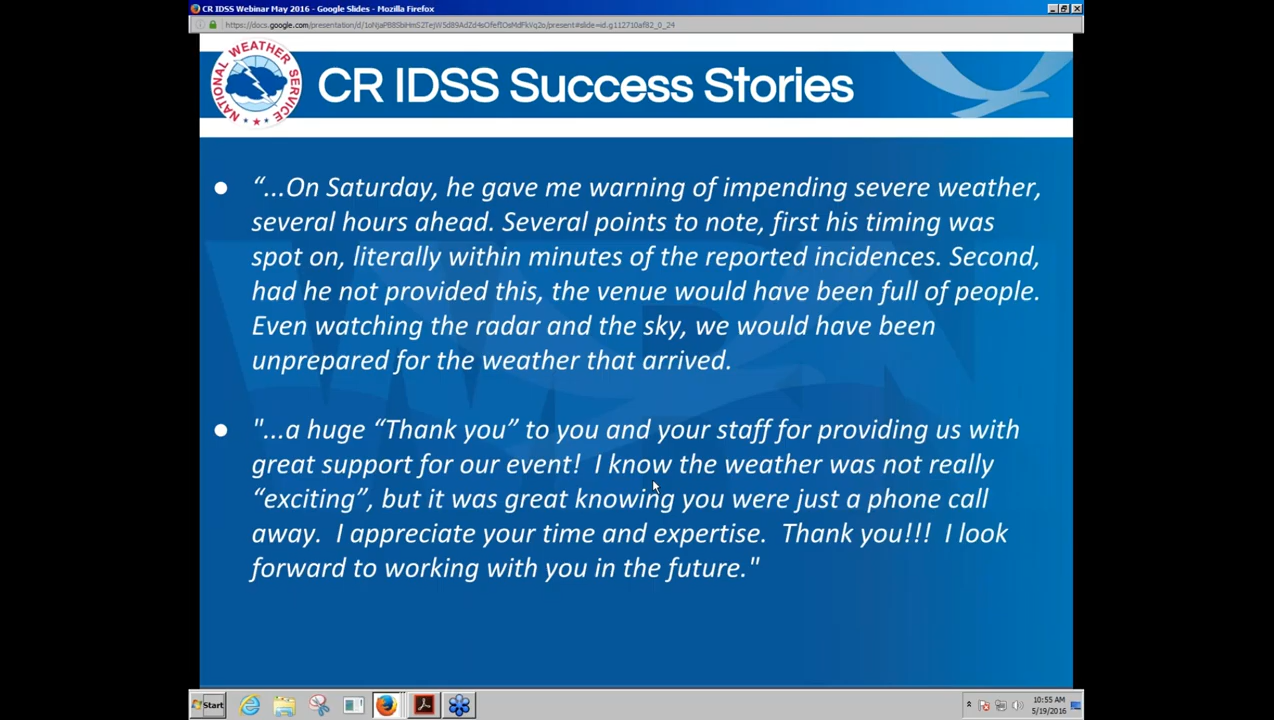 CR IDSS Webinar May 2016 - Google Slides - Mozilla Firefox
NATIONAL WEATHER SERVICE
CR IDSS Success Stories
● “...On Saturday, he gave me warning of impending severe weather,
several hours ahead. Several points to note, first his timing was
spot on, literally within minutes of the reported incidences. Second,
had he not provided this, the venue would have been full of people.
Even watching the radar and the sky, we would have been
unprepared for the weather that arrived.
● "...a huge “Thank you” to you and your staff for providing us with
great support for our event!  I know the weather was not really
“exciting”, but it was great knowing you were just a phone call
away.  I appreciate your time and expertise.  Thank you!!!  I look
forward to working with you in the future."
Start
10:55 AM
5/19/2016